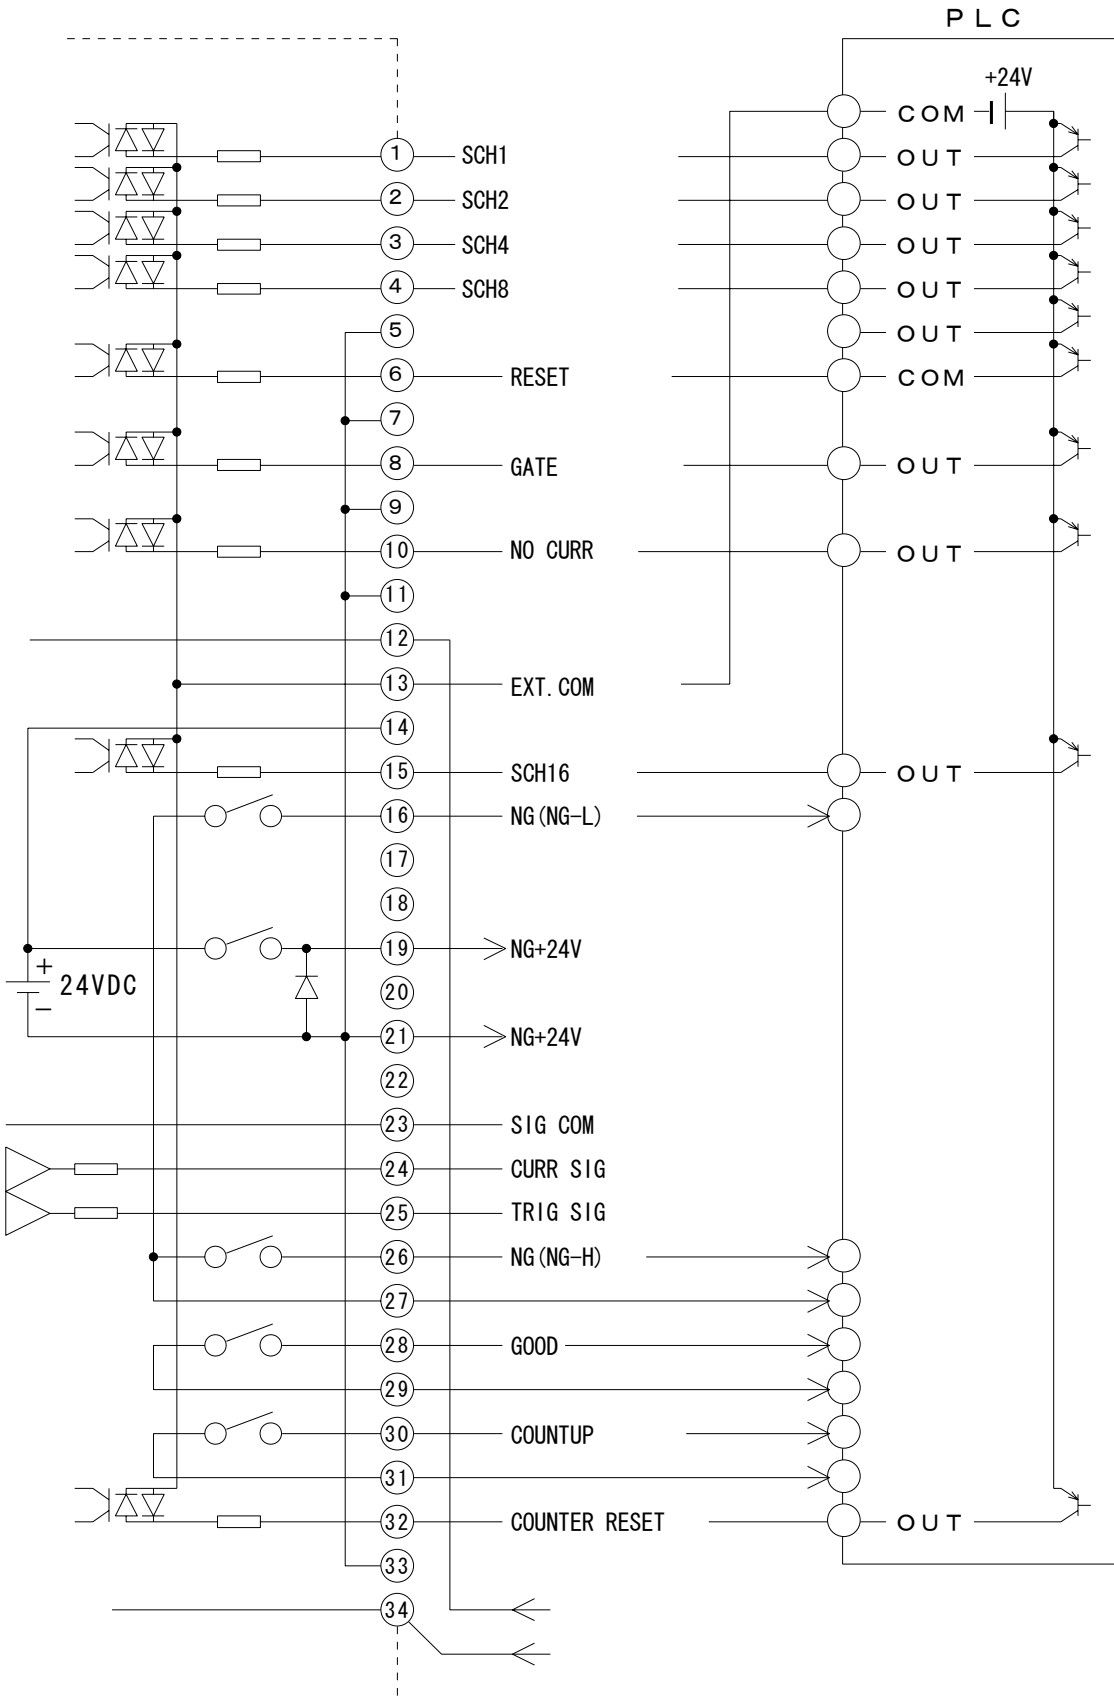 PLC
+24V
COM
1 SCH1 OUT
2 SCH2 OUT
3 SCH4 OUT
4 SCH8 OUT
5 OUT
6 RESET COM
7
8 GATE OUT
9
10 NO CURR OUT
11
12
13 EXT.COM
14
15 SCH16 OUT
16 NG(NG-L)
17
18
19 NG+24V
+
24VDC 20
−
21 NG+24V
22
23 SIG COM
24 CURR SIG
25 TRIG SIG
26 NG(NG-H)
27
28 GOOD
29
30 COUNTUP
31
32 COUNTER RESET OUT
33
34